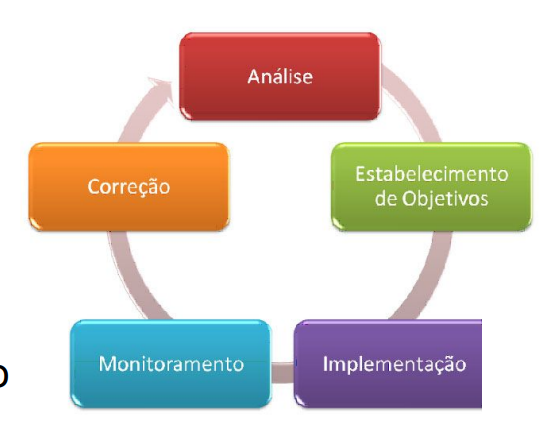 Análise
Estabelecimento
de Objetivos
Implementação
Monitoramento
Correção
o